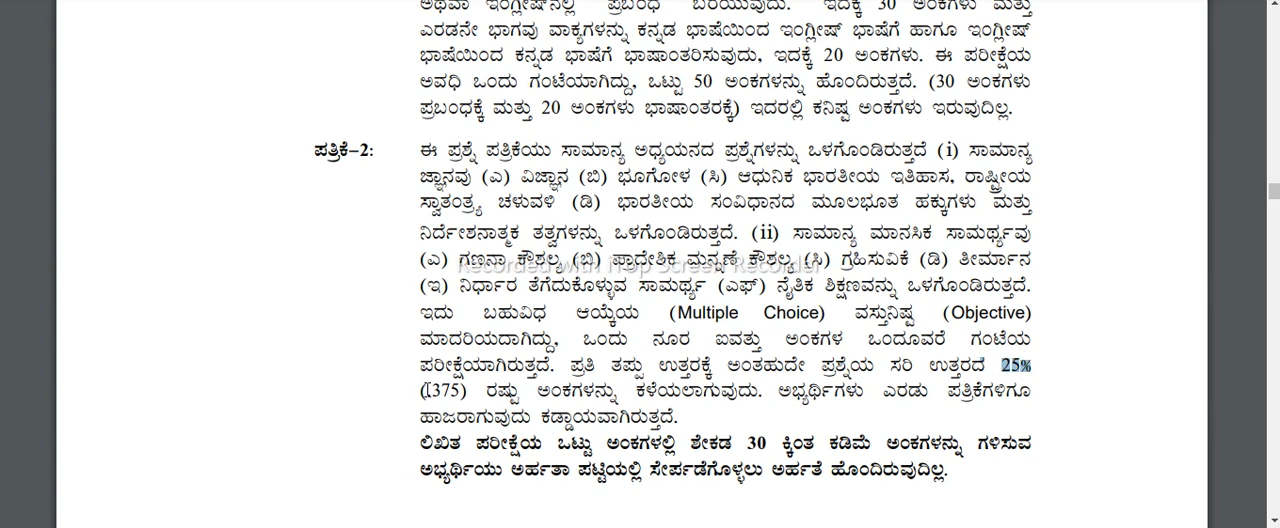 ಅಥವಾ ಇಂಗ್ಲೀಷ್‌ನಲ್ಲಿ ಪ್ರಬಂಧ ಬರೆಯುವುದು. ಇದಕ್ಕೆ 30 ಅಂಕಗಳು ಮತ್ತು
ಎರಡನೇ ಭಾಗವು ವಾಕ್ಯಗಳನ್ನು ಕನ್ನಡ ಭಾಷೆಯಿಂದ ಇಂಗ್ಲೀಷ್ ಭಾಷೆಗೆ ಹಾಗೂ ಇಂಗ್ಲೀಷ್
ಭಾಷೆಯಿಂದ ಕನ್ನಡ ಭಾಷೆಗೆ ಭಾಷಾಂತರಿಸುವುದು, ಇದಕ್ಕೆ 20 ಅಂಕಗಳು. ಈ ಪರೀಕ್ಷೆಯ
ಅವಧಿ ಒಂದು ಗಂಟೆಯಾಗಿದ್ದು, ಒಟ್ಟು 50 ಅಂಕಗಳನ್ನು ಹೊಂದಿರುತ್ತದೆ. (30 ಅಂಕಗಳು
ಪ್ರಬಂಧಕ್ಕೆ ಮತ್ತು 20 ಅಂಕಗಳು ಭಾಷಾಂತರಕ್ಕೆ) ಇದರಲ್ಲಿ ಕನಿಷ್ಟ ಅಂಕಗಳು ಇರುವುದಿಲ್ಲ.
ಪತ್ರಿಕೆ–2: ಈ ಪ್ರಶ್ನೆ ಪತ್ರಿಕೆಯು ಸಾಮಾನ್ಯ ಅಧ್ಯಯನದ ಪ್ರಶ್ನೆಗಳನ್ನು ಒಳಗೊಂಡಿರುತ್ತದೆ (i) ಸಾಮಾನ್ಯ
ಜ್ಞಾನವು (ಎ) ವಿಜ್ಞಾನ (ಬಿ) ಭೂಗೋಳ (ಸಿ) ಆಧುನಿಕ ಭಾರತೀಯ ಇತಿಹಾಸ, ರಾಷ್ಟ್ರೀಯ
ಸ್ವಾತಂತ್ರ್ಯ ಚಳುವಳಿ (ಡಿ) ಭಾರತೀಯ ಸಂವಿಧಾನದ ಮೂಲಭೂತ ಹಕ್ಕುಗಳು ಮತ್ತು
ನಿರ್ದೇಶನಾತ್ಮಕ ತತ್ವಗಳನ್ನು ಒಳಗೊಂಡಿರುತ್ತದೆ. (ii) ಸಾಮಾನ್ಯ ಮಾನಸಿಕ ಸಾಮರ್ಥ್ಯವು
(ಎ) ಗಣನಾ ಕೌಶಲ್ಯ (ಬಿ) ಪ್ರಾದೇಶಿಕ ಮನ್ನಣೆ ಕೌಶಲ್ಯ (ಸಿ) ಗ್ರಹಿಸುವಿಕೆ (ಡಿ) ತೀರ್ಮಾನ
Recorded with iTop Screen Recorder
(ಇ) ನಿರ್ಧಾರ ತೆಗೆದುಕೊಳ್ಳುವ ಸಾಮರ್ಥ್ಯ (ಎಫ್) ನೈತಿಕ ಶಿಕ್ಷಣವನ್ನು ಒಳಗೊಂಡಿರುತ್ತದೆ.
ಇದು ಬಹುವಿಧ ಆಯ್ಕೆಯ (Multiple Choice) ವಸ್ತುನಿಷ್ಟ (Objective)
ಮಾದರಿಯದಾಗಿದ್ದು, ಒಂದು ನೂರ ಐವತ್ತು ಅಂಕಗಳ ಒಂದೂವರೆ ಗಂಟೆಯ
ಪರೀಕ್ಷೆಯಾಗಿರುತ್ತದೆ. ಪ್ರತಿ ತಪ್ಪು ಉತ್ತರಕ್ಕೆ ಅಂತಹುದೇ ಪ್ರಶ್ನೆಯ ಸರಿ ಉತ್ತರದ 25%
(.375) ರಷ್ಟು ಅಂಕಗಳನ್ನು ಕಳೆಯಲಾಗುವುದು. ಅಭ್ಯರ್ಥಿಗಳು ಎರಡು ಪತ್ರಿಕೆಗಳಿಗೂ
ಹಾಜರಾಗುವುದು ಕಡ್ಡಾಯವಾಗಿರುತ್ತದೆ.
ಲಿಖಿತ ಪರೀಕ್ಷೆಯ ಒಟ್ಟು ಅಂಕಗಳಲ್ಲಿ ಶೇಕಡ 30 ಕ್ಕಿಂತ ಕಡಿಮೆ ಅಂಕಗಳನ್ನು ಗಳಿಸುವ
ಅಭ್ಯರ್ಥಿಯು ಅರ್ಹತಾ ಪಟ್ಟಿಯಲ್ಲಿ ಸೇರ್ಪಡೆಗೊಳ್ಳಲು ಅರ್ಹತೆ ಹೊಂದಿರುವುದಿಲ್ಲ.